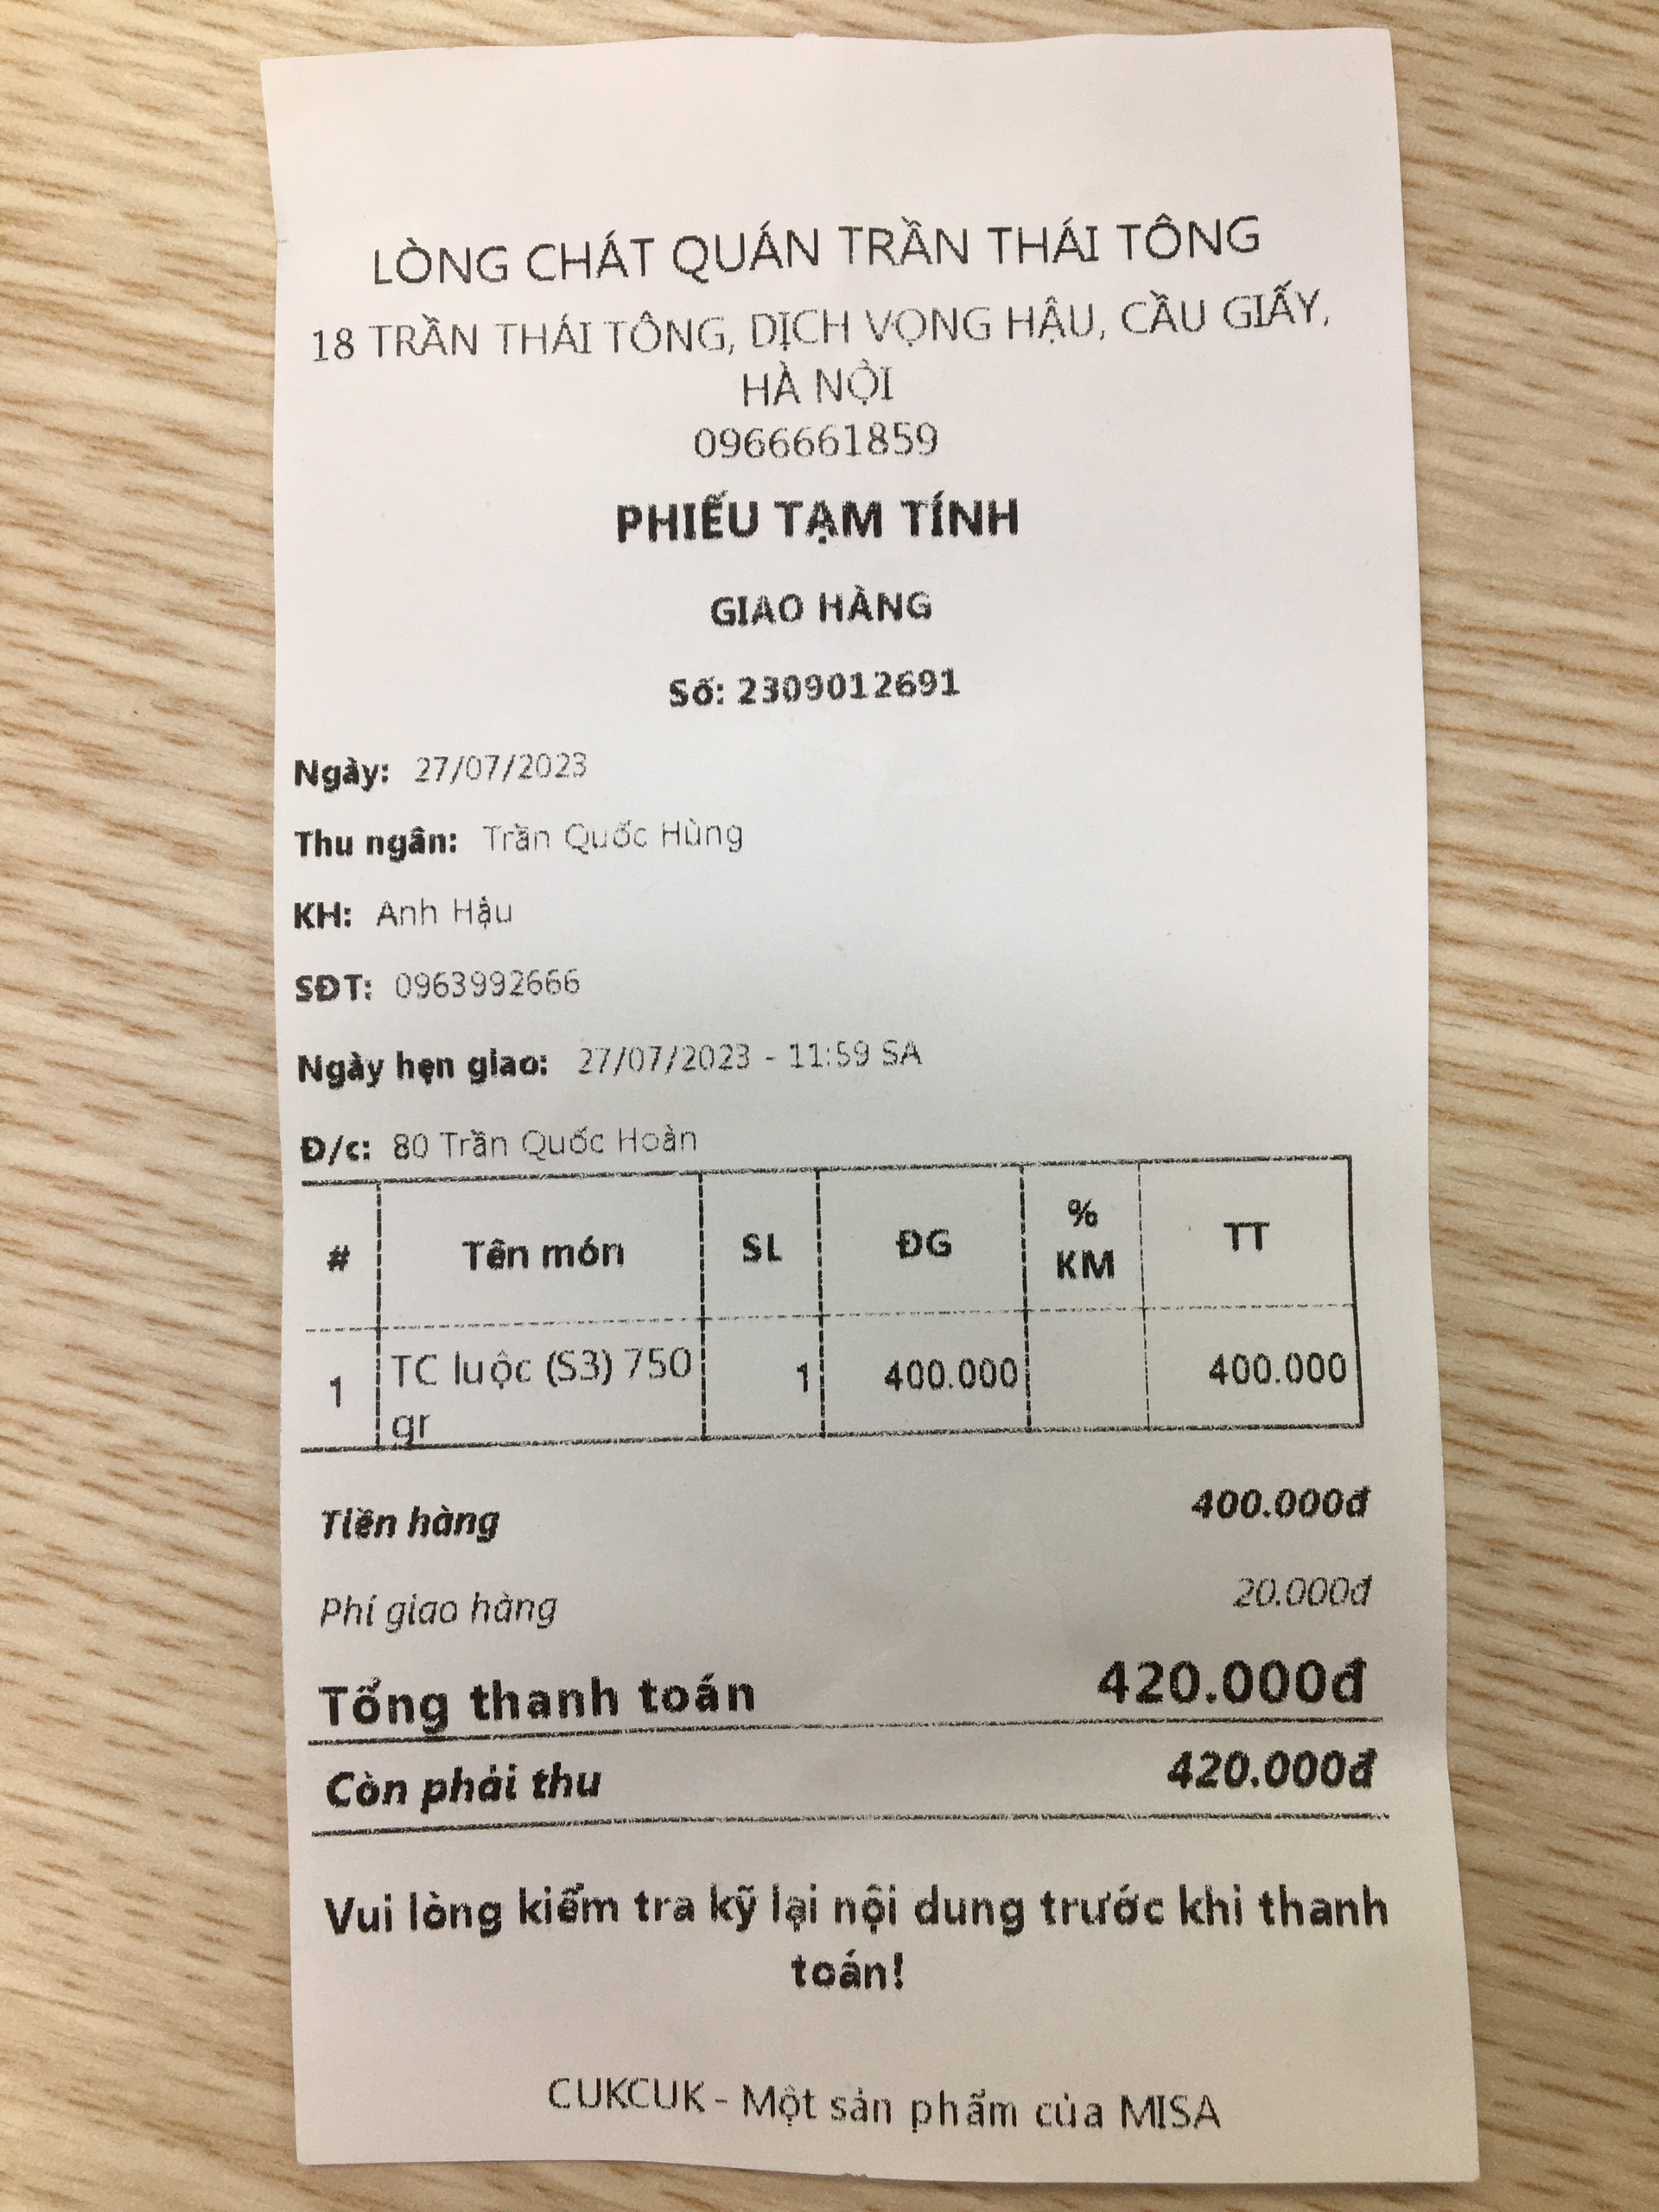 LÒNG CHÁT QUÁN TRẦN THÁI TÔNG
18 TRẦN THÁI TÔNG, DỊCH VỌNG HẬU, CẦU GIẤY,
HÀ NỘI
0966661859
PHIẾU TẠM TÍNH
GIAO HÀNG
Số: 2309012691
Ngày: 27/07/2023
Thu ngân: Trần Quốc Hùng
KH: Anh Hậu
SĐT: 0963992666
Ngày hẹn giao: 27/07/2023 - 11:59 SA
Đ/c: 80 Trần Quốc Hoàn
# Tên món SL ĐG % KM TT
1 TC luộc (S3) 750 1 400.000 400.000
gr
Tiền hàng 400.000đ
Phí giao hàng 20.000đ
Tổng thanh toán 420.000đ
Còn phải thu 420.000đ
Vui lòng kiểm tra kỹ lại nội dung trước khi thanh
toán!
CUKCUK - Một sản phẩm của MISA